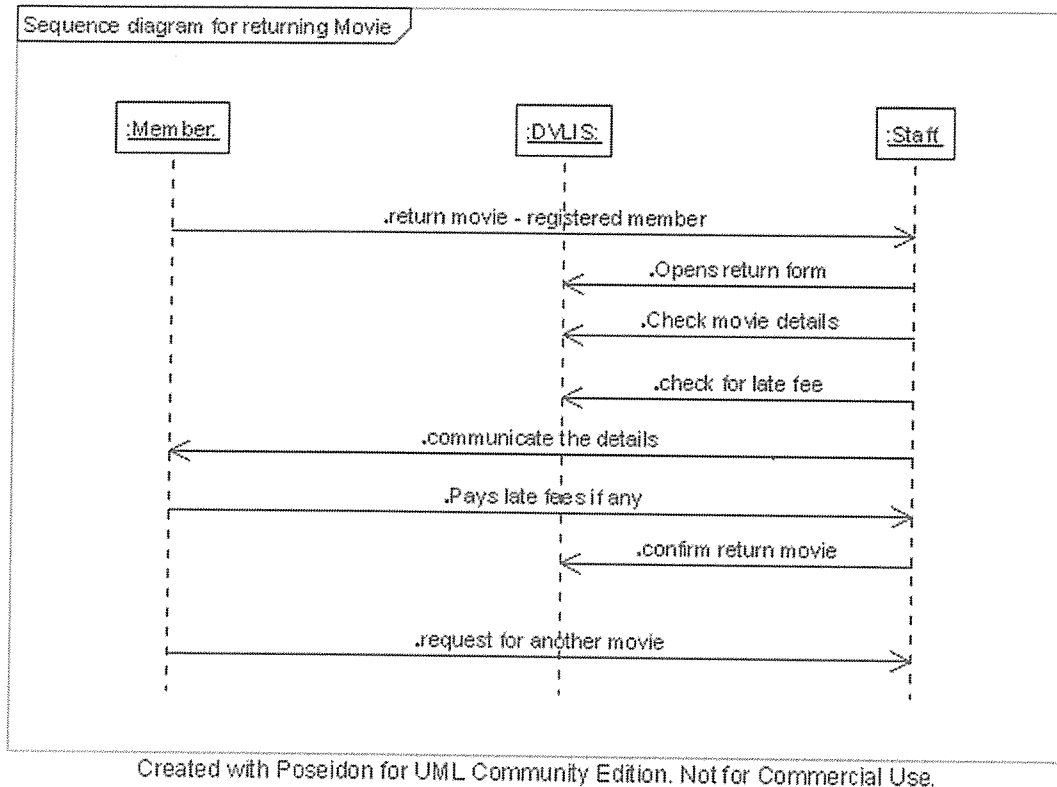 Sequence diagram for returning Movie
:Member:
:DVLIS:
:Staff
.return movie - registered member
.Opens return form
.Check movie details
.check for late fee
.communicate the details
.Pays late fees if any
.confirm return movie
.request for another movie
Created with Poseidon for UML Community Edition. Not for Commercial Use.